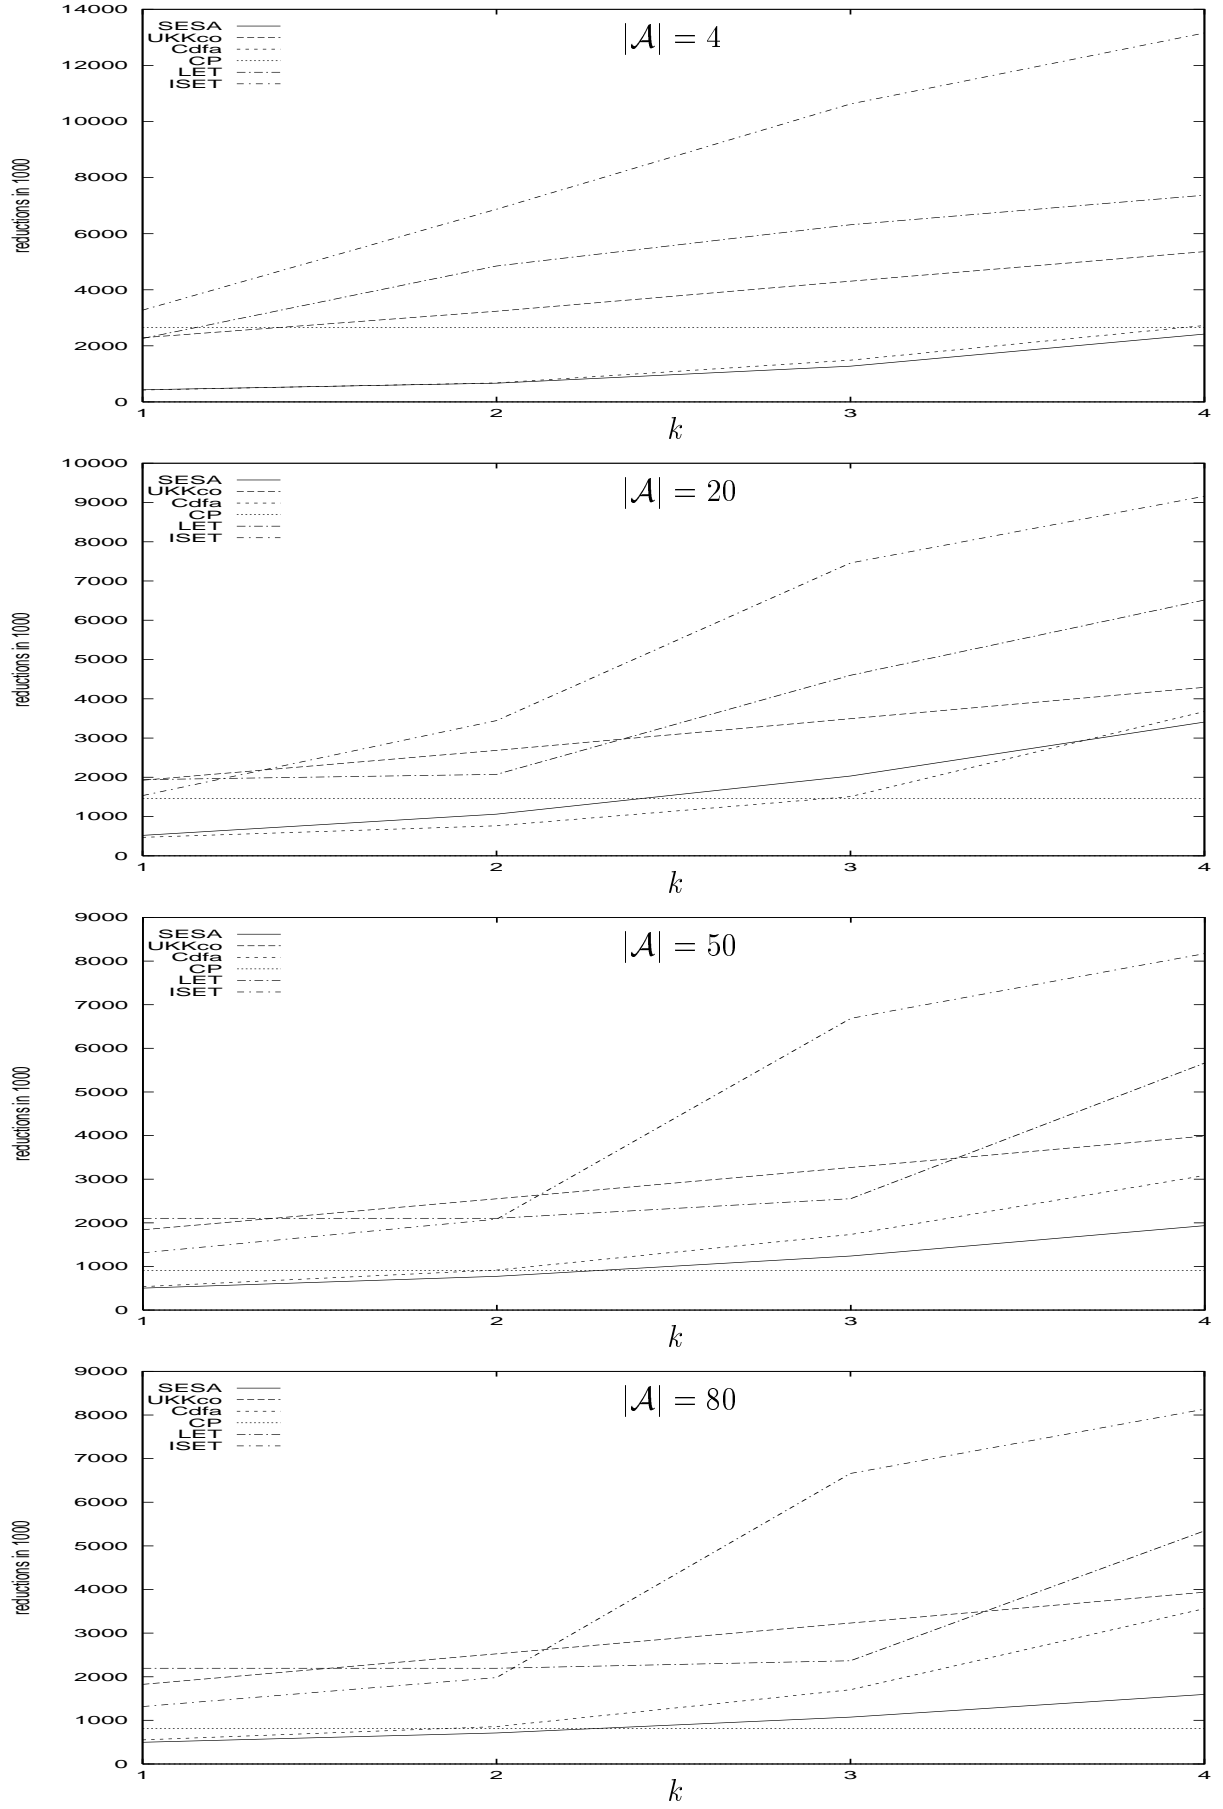 |𝒜| = 4
reductions in 1000
14000
12000
10000
8000
6000
4000
2000
0
SESA
UKKco
Cdfa
CP
LET
ISET
1 2 3 4
k
|𝒜| = 20
reductions in 1000
10000
9000
8000
7000
6000
5000
4000
3000
2000
1000
0
SESA
UKKco
Cdfa
CP
LET
ISET
1 2 3 4
k
|𝒜| = 50
reductions in 1000
9000
8000
7000
6000
5000
4000
3000
2000
1000
0
SESA
UKKco
Cdfa
CP
LET
ISET
1 2 3 4
k
|𝒜| = 80
reductions in 1000
9000
8000
7000
6000
5000
4000
3000
2000
1000
0
SESA
UKKco
Cdfa
CP
LET
ISET
1 2 3 4
k